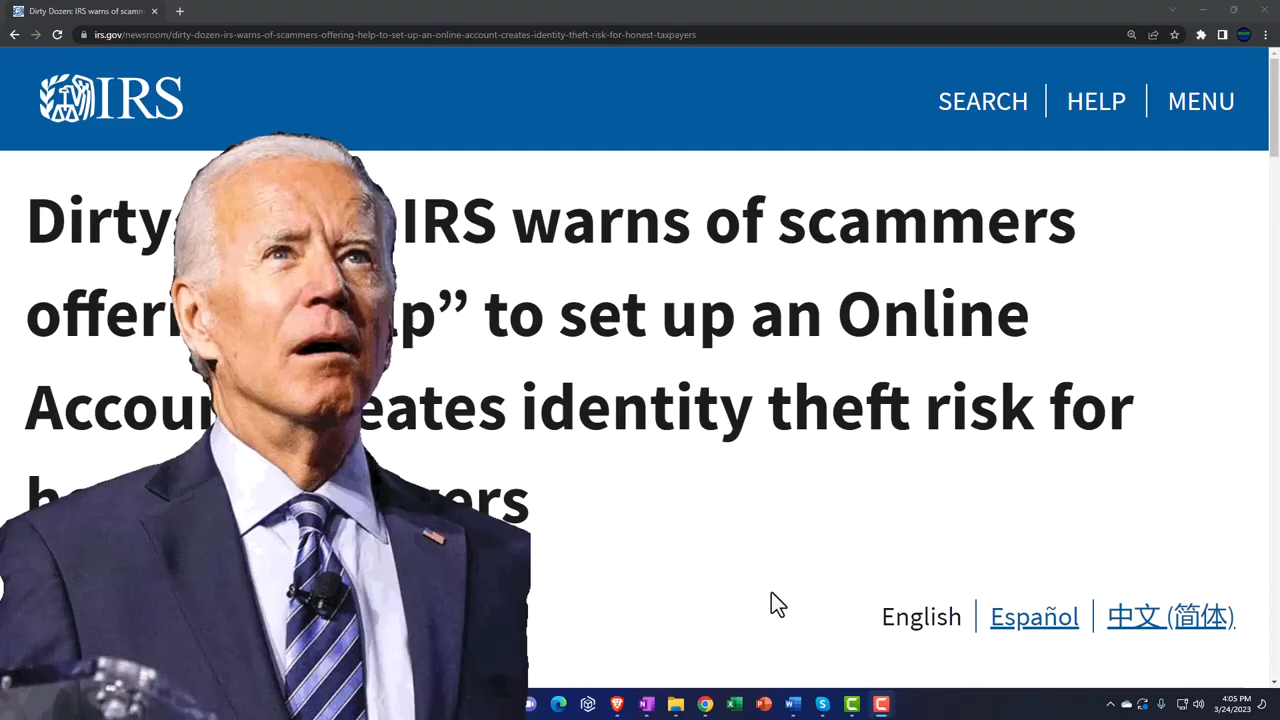 Dirty Dozen: IRS warns of scamm
irs.gov/newsroom/dirty-dozen-irs-warns-of-scammers-offering-help-to-set-up-an-online-account-creates-identity-theft-risk-for-honest-taxpayers
IRS
SEARCH HELP MENU
Dirty IRS warns of scammers
offeri lp” to set up an Online
Accoun eates identity theft risk for
h yers
English Español 中文 (简体)
4:05 PM
3/24/2023